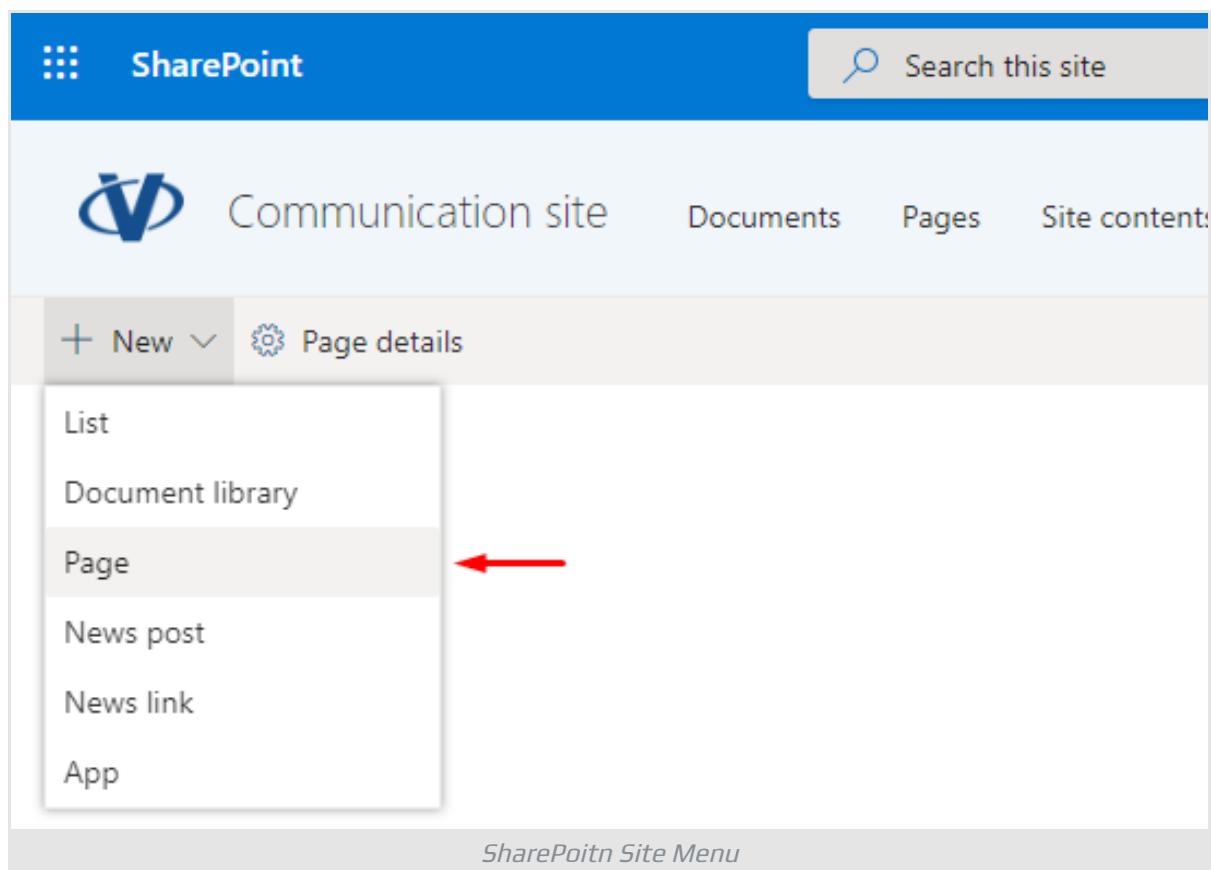 SharePoint
Search this site
Communication site Documents Pages Site contents
New Page details
List
Document library
Page
News post
News link
App
SharePoitn Site Menu